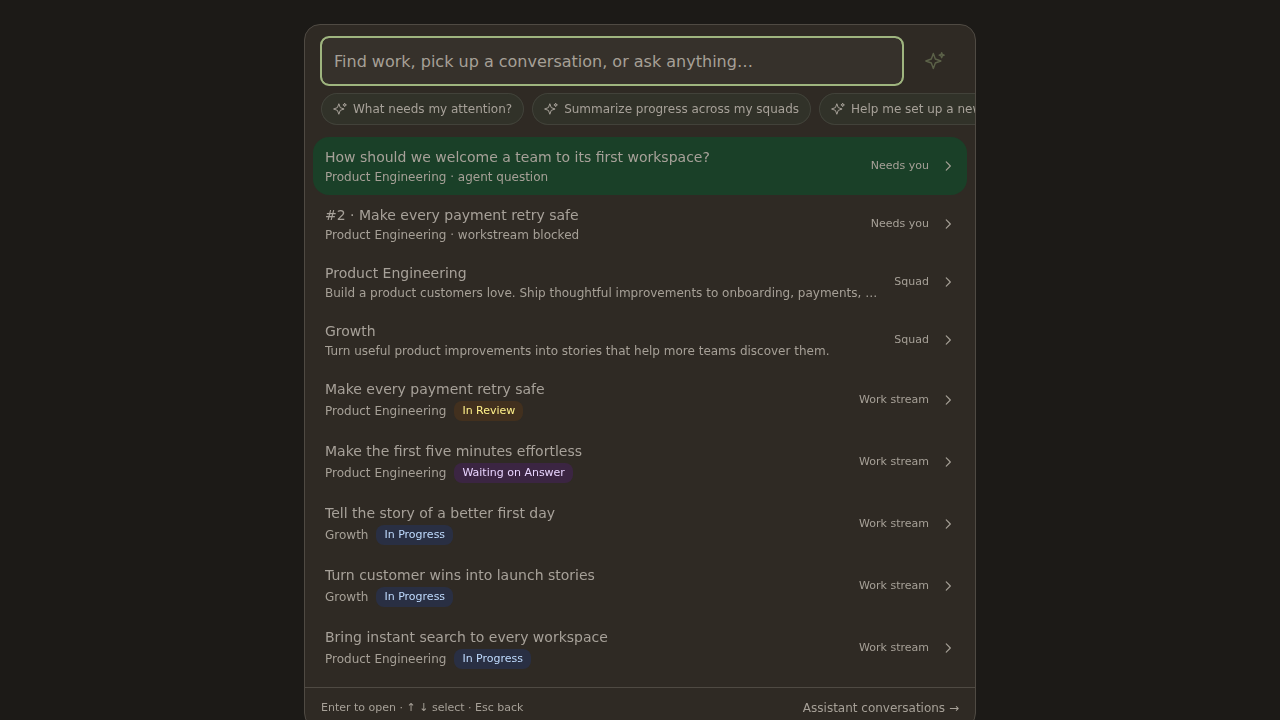 Find work, pick up a conversation, or ask anything…
What needs my attention?
Summarize progress across my squads
Help me set up a
How should we welcome a team to its first workspace?
Product Engineering · agent question
Needs you
#2 · Make every payment retry safe
Product Engineering · workstream blocked
Needs you
Product Engineering
Build a product customers love. Ship thoughtful improvements to onboarding, payments, …
Squad
Growth
Turn useful product improvements into stories that help more teams discover them.
Squad
Make every payment retry safe
Product Engineering In Review
Work stream
Make the first five minutes effortless
Product Engineering Waiting on Answer
Work stream
Tell the story of a better first day
Growth In Progress
Work stream
Turn customer wins into launch stories
Growth In Progress
Work stream
Bring instant search to every workspace
Product Engineering In Progress
Work stream
Enter to open · ↑ ↓ select · Esc back
Assistant conversations →